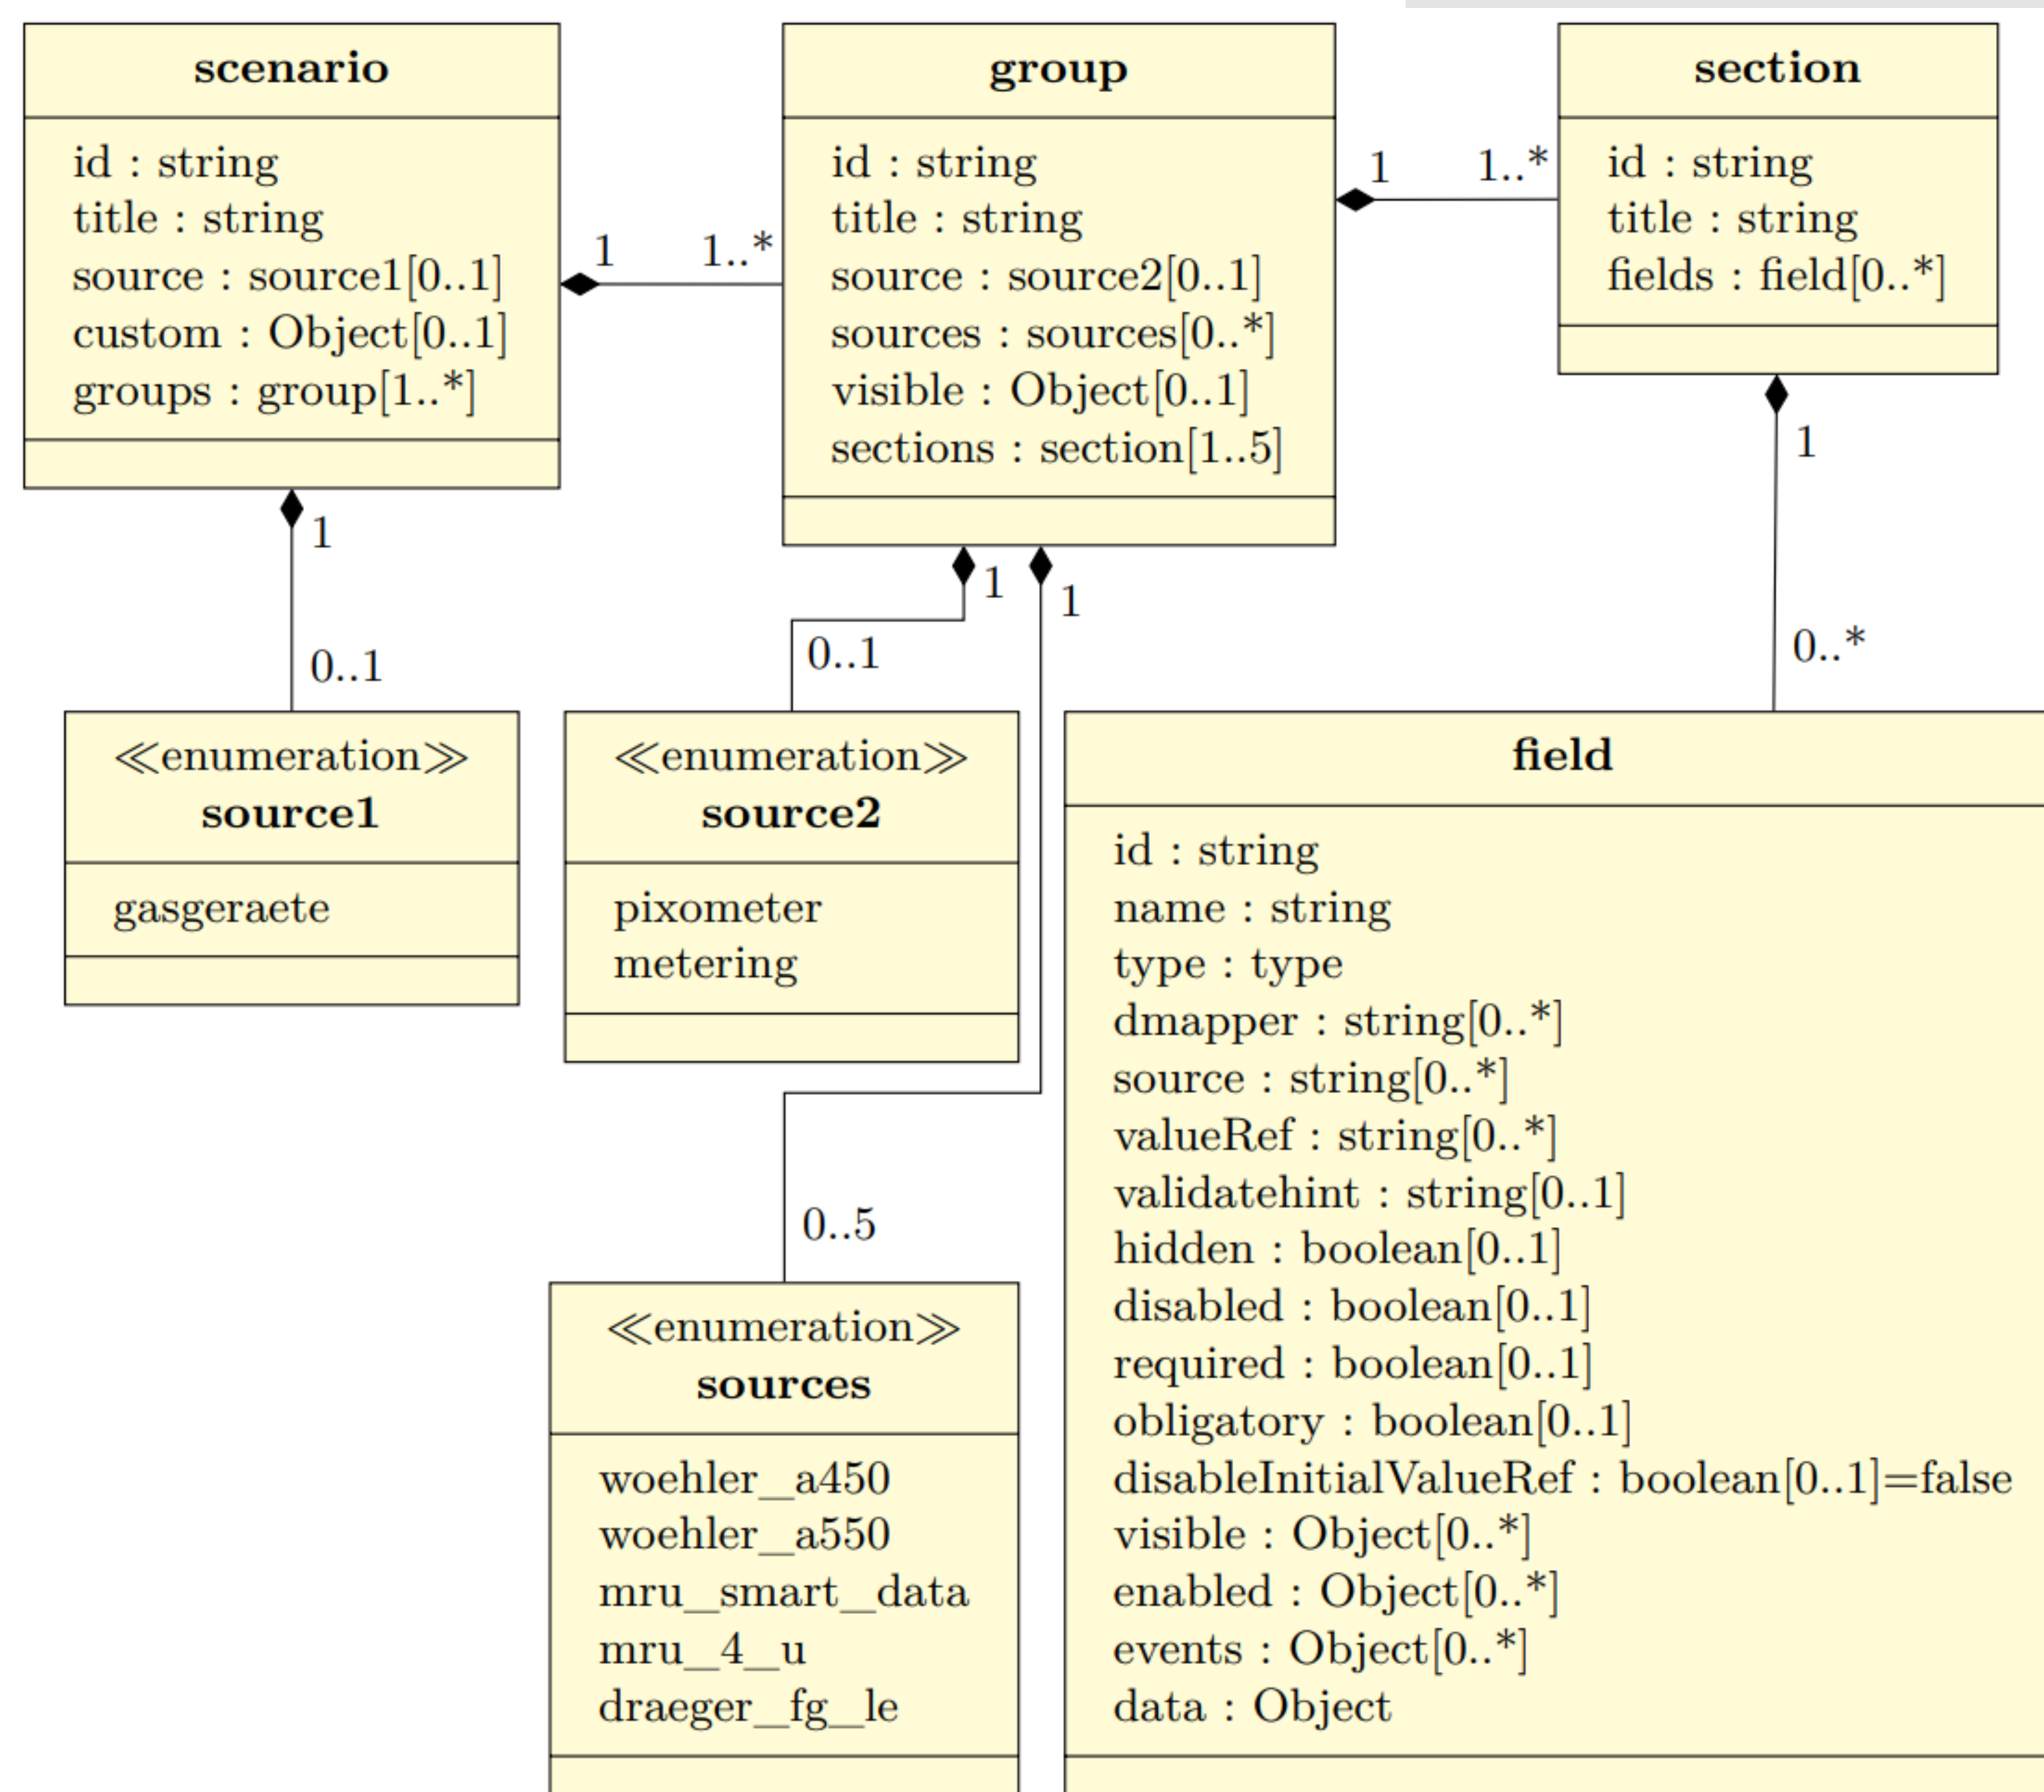 scenario
id : string
title : string
source : source1[0..1]
custom : Object[0..1]
groups : group[1..*]
1
1..*
group
id : string
title : string
source : source2[0..1]
sources : sources[0..*]
visible : Object[0..1]
sections : section[1..5]
1
1..*
section
id : string
title : string
fields : field[0..*]
1
0..1
1
0..1
1
0..5
1
0..*
≪enumeration≫
source1
gasgeraete
≪enumeration≫
source2
pixometer
metering
≪enumeration≫
sources
woehler_a450
woehler_a550
mru_smart_data
mru_4_u
draeger_fg_le
field
id : string
name : string
type : type
dmapper : string[0..*]
source : string[0..*]
valueRef : string[0..*]
validatehint : string[0..1]
hidden : boolean[0..1]
disabled : boolean[0..1]
required : boolean[0..1]
obligatory : boolean[0..1]
disableInitialValueRef : boolean[0..1]=false
visible : Object[0..*]
enabled : Object[0..*]
events : Object[0..*]
data : Object